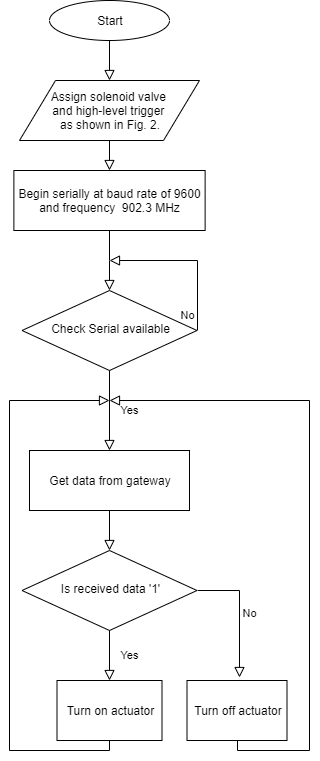 Start
Assign solenoid valve
and high-level trigger
as shown in Fig. 2.
Begin serially at baud rate of 9600
and frequency 902.3 MHz
Check Serial available
No
Yes
Get data from gateway
Is received data '1'
No
Yes
Turn on actuator
Turn off actuator